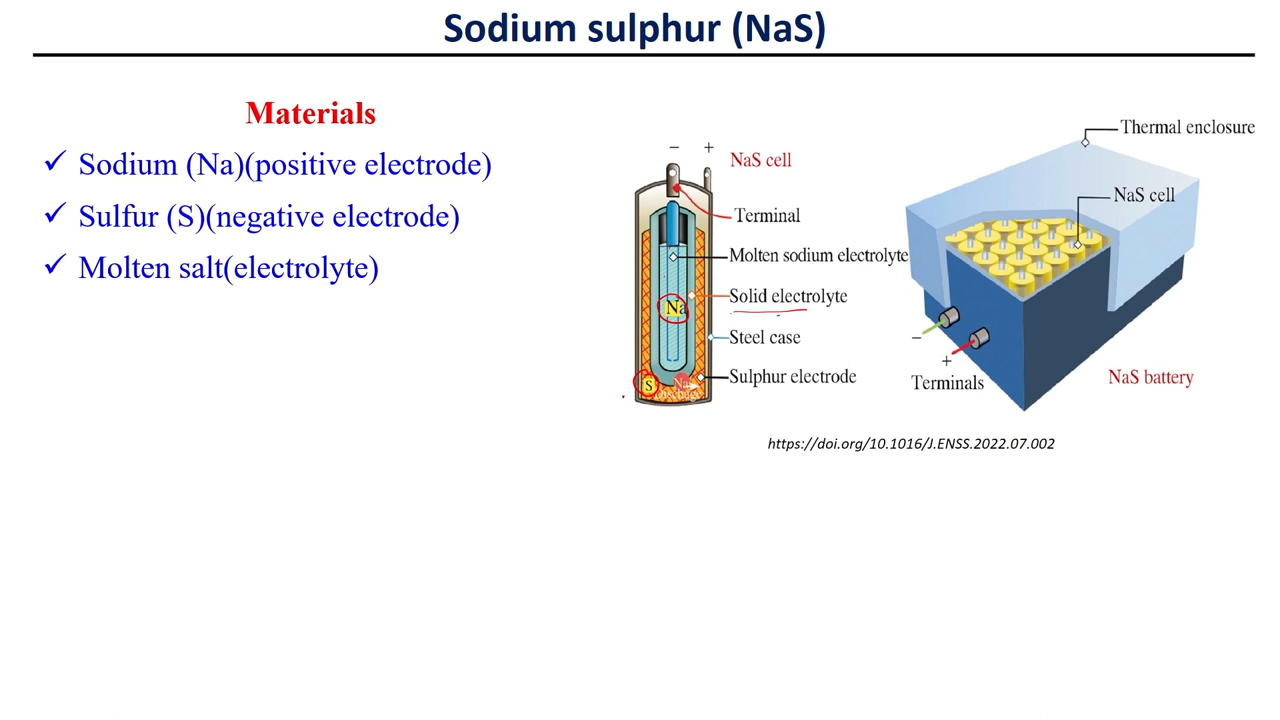 Sodium sulphur (NaS)
Materials
✓ Sodium (Na)(positive electrode)
✓ Sulfur (S)(negative electrode)
✓ Molten salt(electrolyte)
− +
NaS cell
Terminal
Molten sodium electrolyte
Solid electrolyte
Steel case
Sulphur electrode
Na
S
Na
Thermal enclosure
NaS cell
−
+
Terminals
NaS battery
https://doi.org/10.1016/J.ENSS.2022.07.002